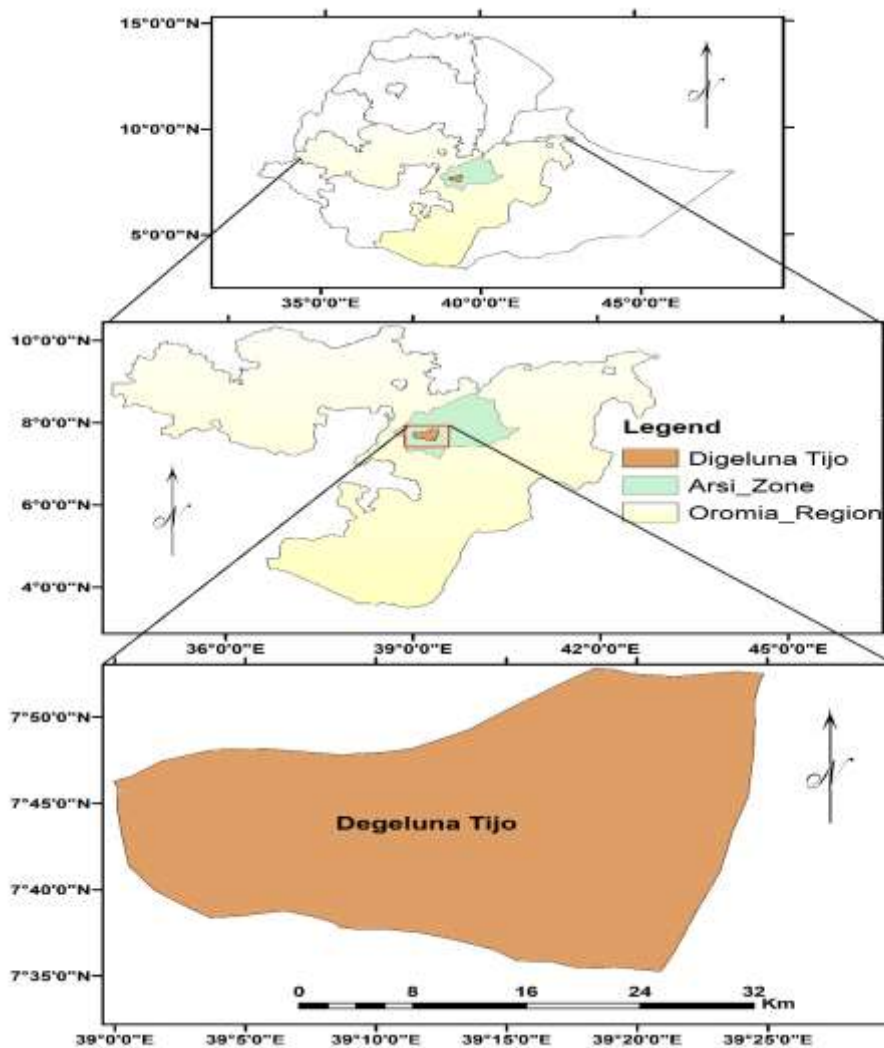 15°0'0"N
10°0'0"N
5°0'0"N
N
35°0'0"E 40°0'0"E 45°0'0"E
10°0'0"N
8°0'0"N
6°0'0"N
4°0'0"N
N
Legend
Digeluna Tijo
Arsi_Zone
Oromia_Region
36°0'0"E 39°0'0"E 42°0'0"E 45°0'0"E
7°50'0"N
7°45'0"N
7°40'0"N
7°35'0"N
N
Degeluna Tijo
0 8 16 24 32
Km
39°0'0"E 39°5'0"E 39°10'0"E 39°15'0"E 39°20'0"E 39°25'0"E